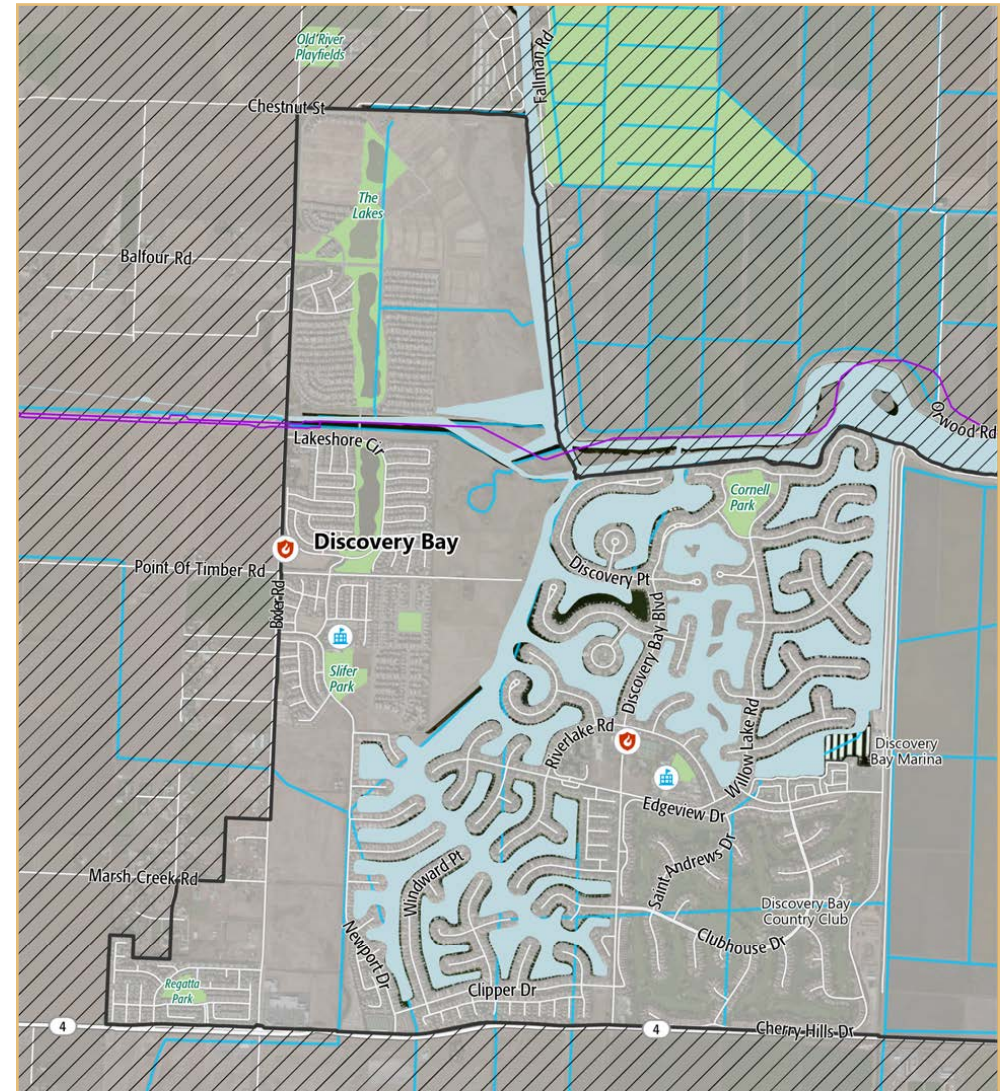 Old River
Playfields
Fallman Rd
Chestnut St
The
Lakes
Balfour Rd
Orwood Rd
Lakeshore Cir
Cornell
Park
Discovery Bay
Point Of Timber Rd
Discovery Pt
Bixler Rd
Discovery Bay Blvd
Slifer
Park
Riverlake Rd
Willow Lake Rd
Discovery
Bay Marina
Edgeview Dr
Saint Andrews Dr
Marsh Creek Rd
Windward Pt
Discovery Bay
Country Club
Newport Dr
Clubhouse Dr
Regatta
Park
Clipper Dr
4
4
Cherry Hills Dr